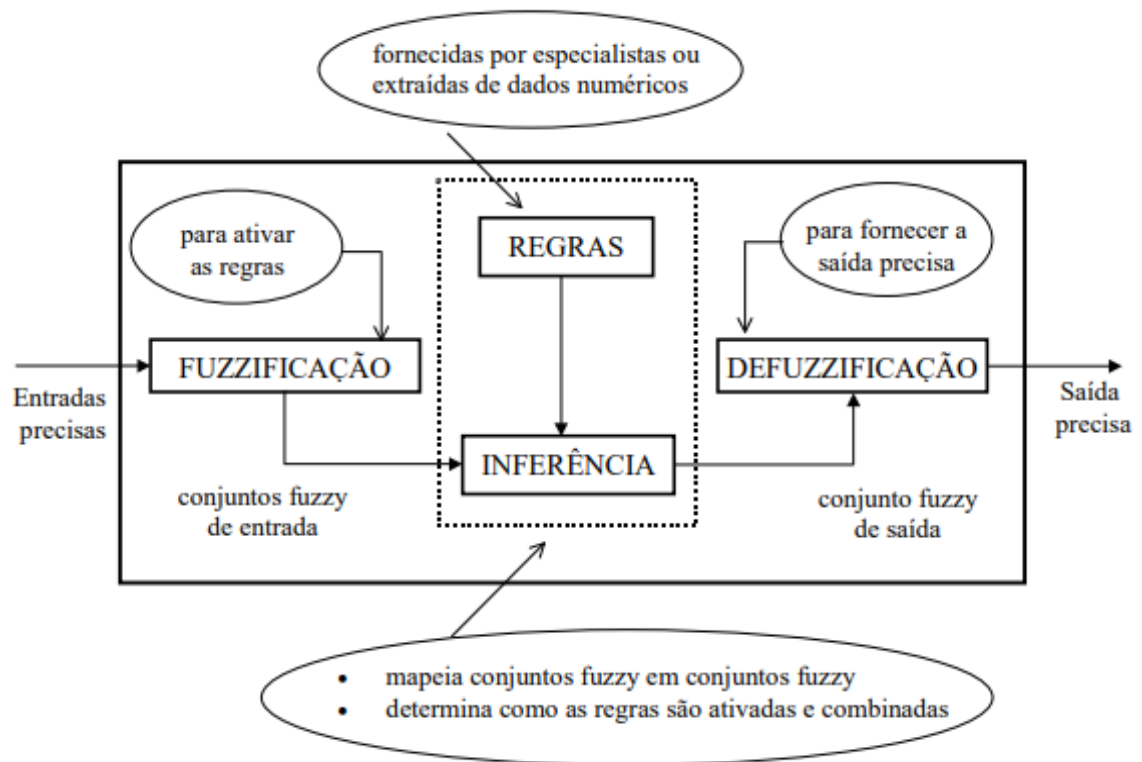 fornecidas por especialistas ou
extraídas de dados numéricos
para ativar
as regras
REGRAS
para fornecer a
saída precisa
FUZZIFICAÇÃO
DEFUZZIFICAÇÃO
Entradas
precisas
Saída
precisa
INFERÊNCIA
conjuntos fuzzy
de entrada
conjunto fuzzy
de saída
• mapeia conjuntos fuzzy em conjuntos fuzzy
• determina como as regras são ativadas e combinadas